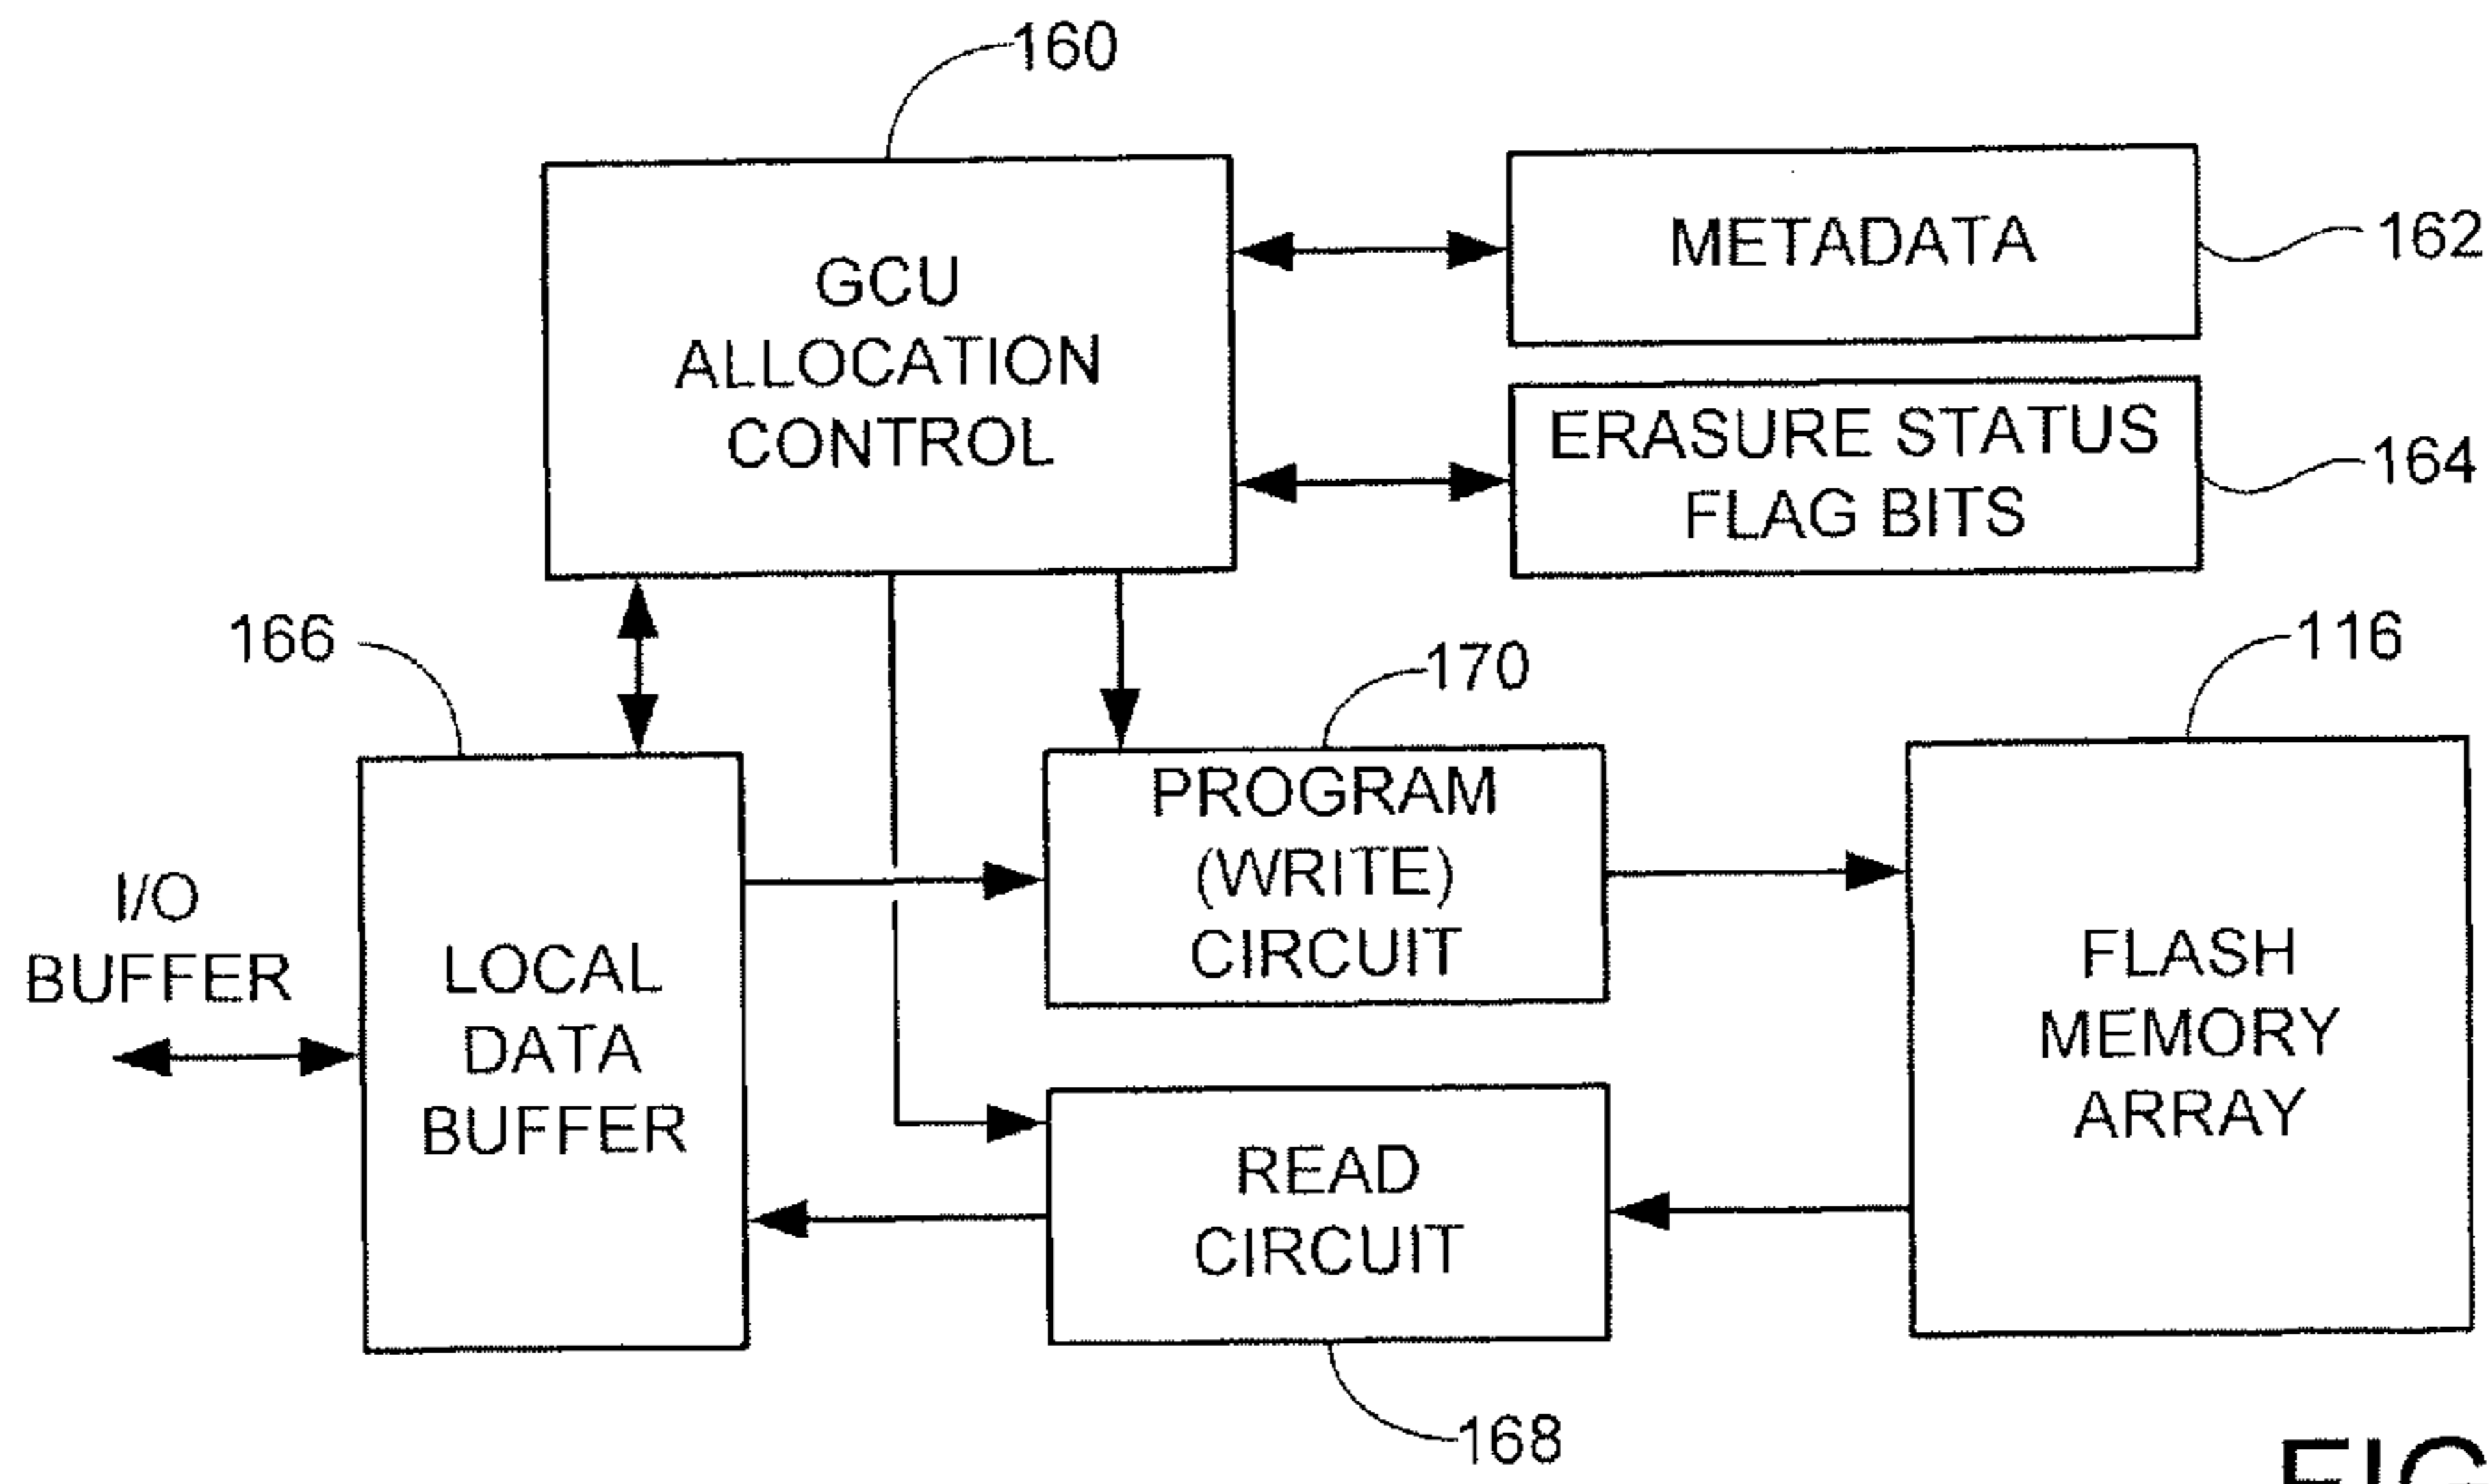 160
GCU
ALLOCATION
CONTROL
METADATA
162
ERASURE STATUS
FLAG BITS
164
166
170
116
I/O
BUFFER
LOCAL
DATA
BUFFER
PROGRAM
(WRITE)
CIRCUIT
FLASH
MEMORY
ARRAY
READ
CIRCUIT
168